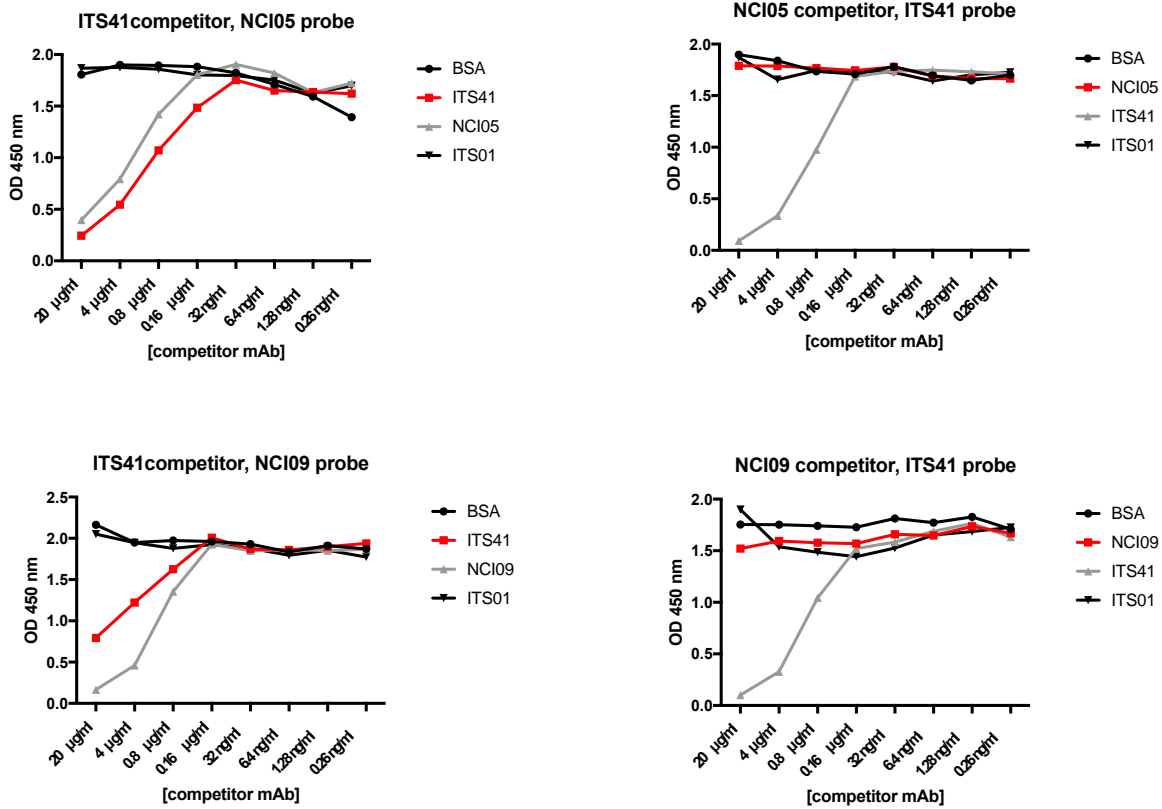 ITS41competitor, NCI05 probe
2.0
1.5
1.0
0.5
0.0
OD 450 nm
20 µg/ml
4 µg/ml
0.8 µg/ml
0.16 µg/ml
32ng/ml
6.4ng/ml
1.28ng/ml
0.26ng/ml
[competitor mAb]
BSA
ITS41
NCI05
ITS01
NCI05 competitor, ITS41 probe
2.0
1.5
1.0
0.5
0.0
OD 450 nm
20 µg/ml
4 µg/ml
0.8 µg/ml
0.16 µg/ml
32ng/ml
6.4ng/ml
1.28ng/ml
0.26ng/ml
[competitor mAb]
BSA
NCI05
ITS41
ITS01
ITS41competitor, NCI09 probe
2.5
2.0
1.5
1.0
0.5
0.0
OD 450 nm
20 µg/ml
4 µg/ml
0.8 µg/ml
0.16 µg/ml
32ng/ml
6.4ng/ml
1.28ng/ml
0.26ng/ml
[competitor mAb]
BSA
ITS41
NCI09
ITS01
NCI09 competitor, ITS41 probe
2.0
1.5
1.0
0.5
0.0
OD 450 nm
20 µg/ml
4 µg/ml
0.8 µg/ml
0.16 µg/ml
32ng/ml
6.4ng/ml
1.28ng/ml
0.26ng/ml
[competitor mAb]
BSA
NCI09
ITS41
ITS01